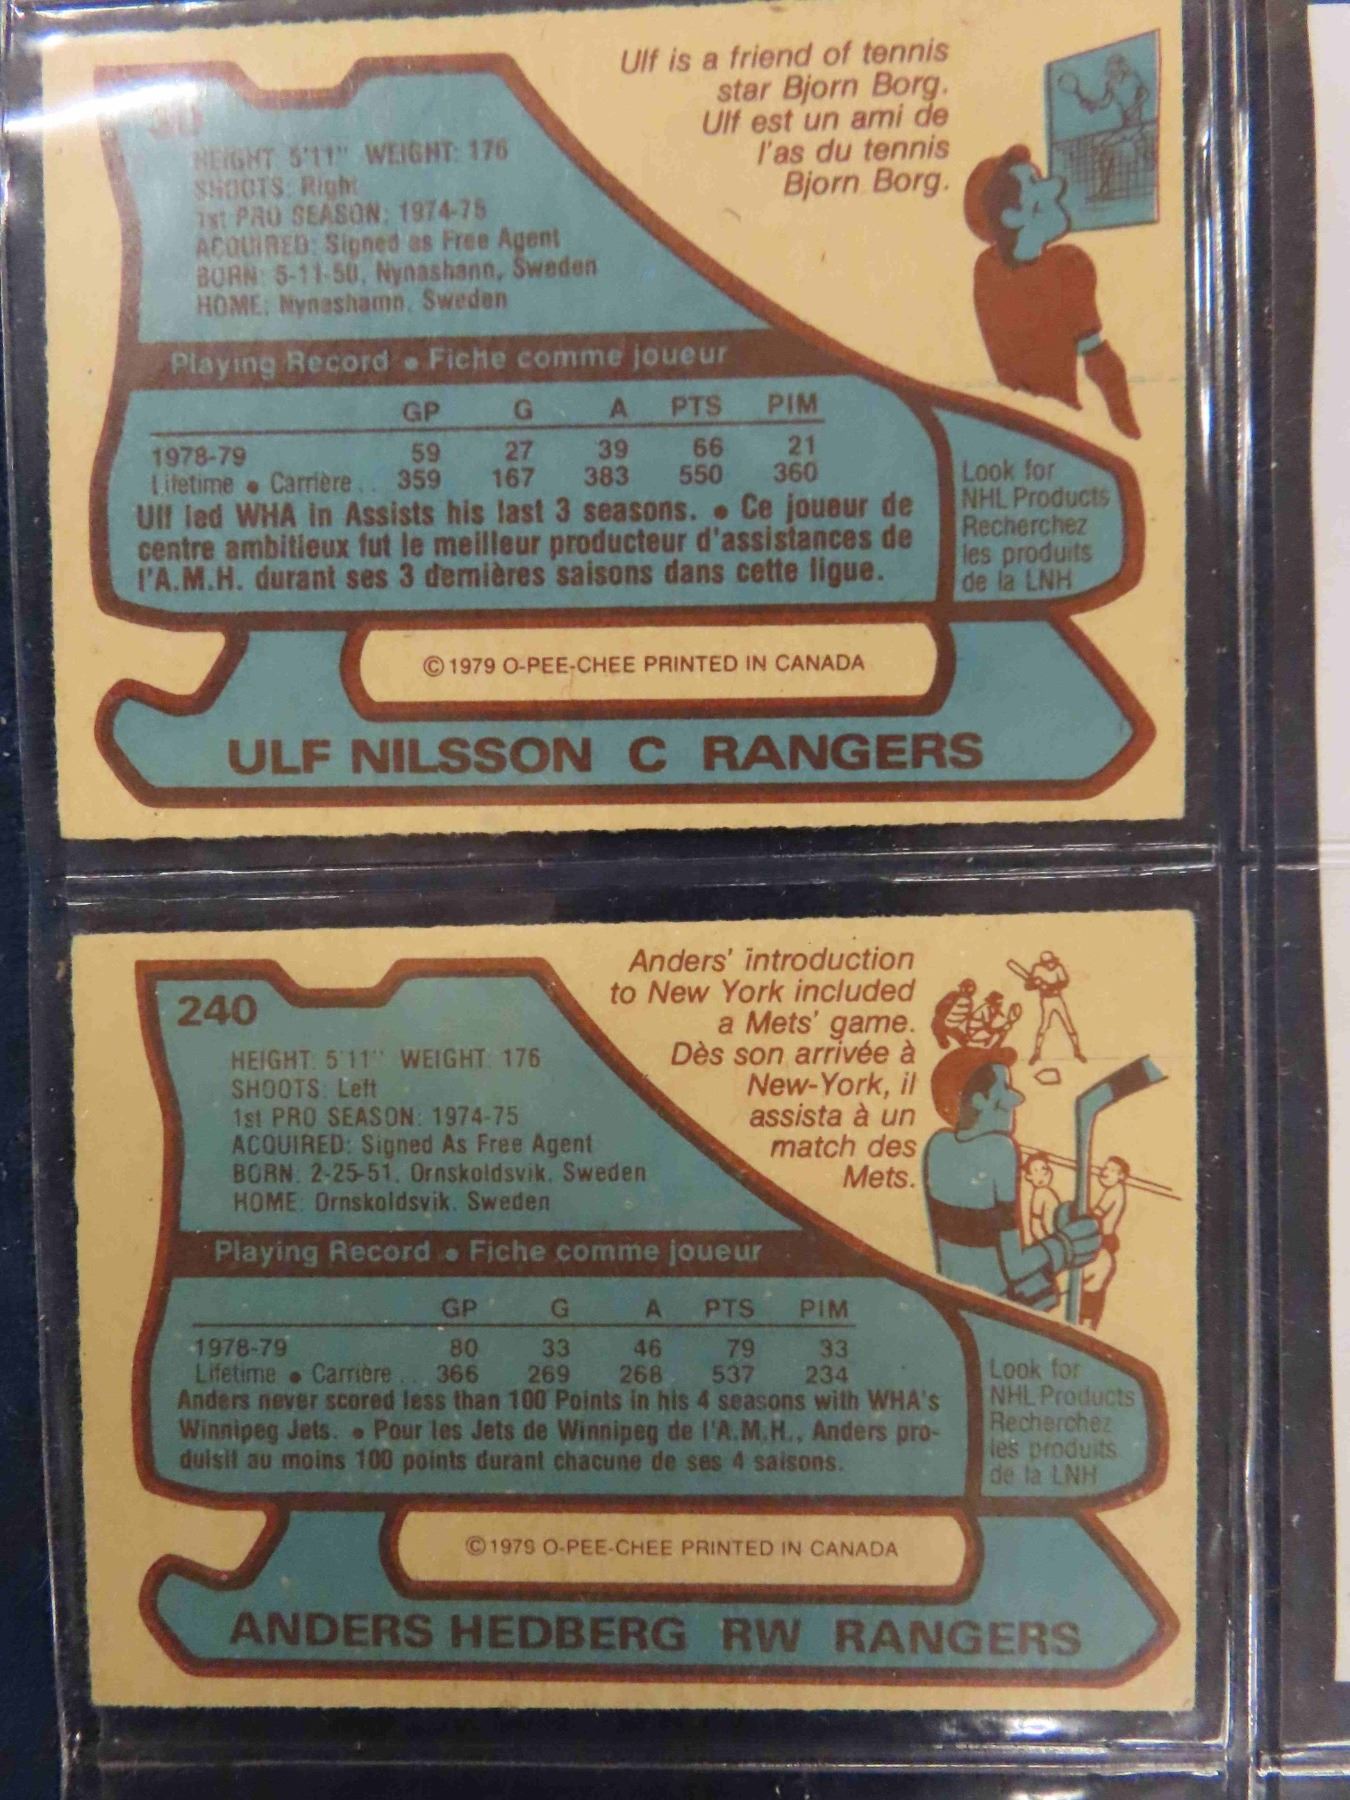 Ulf is a friend of tennis
star Bjorn Borg.
Ulf est un ami de
l'as du tennis
Bjorn Borg.
HEIGHT: 5'11" WEIGHT: 176
SHOOTS: Right
1st PRO SEASON: 1974-75
ACQUIRED: Signed as Free Agent
BORN: 5-11-50, Nynashann, Sweden
HOME: Nynashamn, Sweden
Playing Record • Fiche comme joueur
GP G A PTS PIM
1978-79 59 27 39 66 21
Lifetime • Carrière .. 359 167 383 550 360
Ulf led WHA in Assists his last 3 seasons. • Ce joueur de
centre ambitieux fut le meilleur producteur d'assistances de
l'A.M.H. durant ses 3 dernières saisons dans cette ligue.
Look for
NHL Products
Recherchez
les produits
de la LNH
© 1979 O-PEE-CHEE PRINTED IN CANADA
ULF NILSSON C RANGERS
Anders' introduction
to New York included
a Mets' game.
Dès son arrivée à
New-York, il
assista à un
match des
Mets.
240
HEIGHT: 5'11" WEIGHT: 176
SHOOTS: Left
1st PRO SEASON: 1974-75
ACQUIRED: Signed As Free Agent
BORN: 2-25-51, Ornskoldsvik, Sweden
HOME: Ornskoldsvik, Sweden
Playing Record • Fiche comme joueur
GP G A PTS PIM
1978-79 80 33 46 79 33
Lifetime • Carrière .. 366 269 268 537 234
Anders never scored less than 100 Points in his 4 seasons with WHA's
Winnipeg Jets. • Pour les Jets de Winnipeg de l'A.M.H., Anders pro-
duisit au moins 100 points durant chacune de ses 4 saisons.
Look for
NHL Products
Recherchez
les produits
de la LNH
© 1979 O-PEE-CHEE PRINTED IN CANADA
ANDERS HEDBERG RW RANGERS